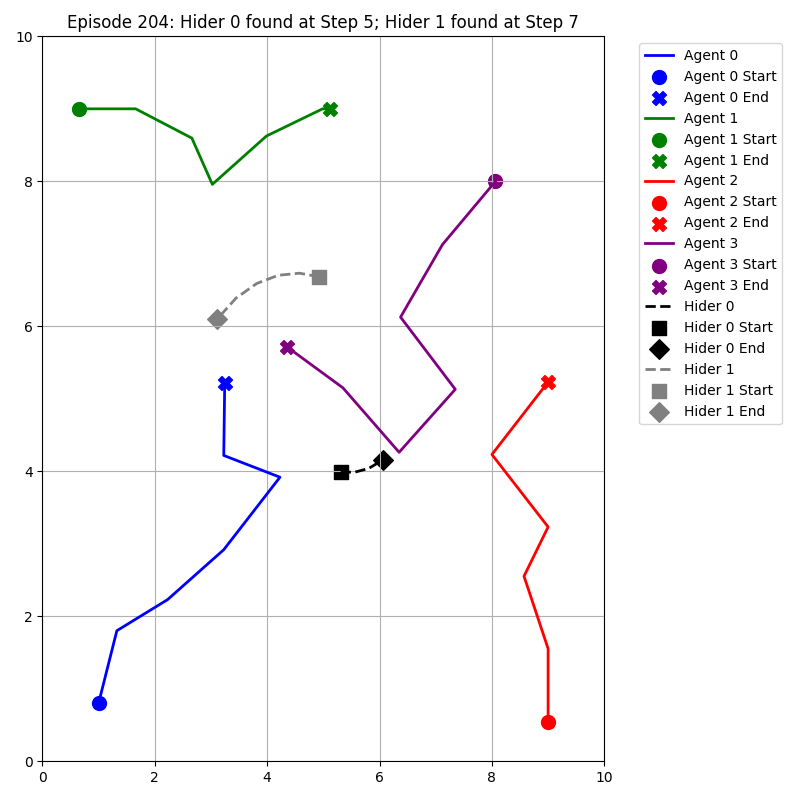 Episode 204: Hider 0 found at Step 5; Hider 1 found at Step 7
10
8
6
4
2
0
0 2 4 6 8 10
Agent 0
Agent 0 Start
Agent 0 End
Agent 1
Agent 1 Start
Agent 1 End
Agent 2
Agent 2 Start
Agent 2 End
Agent 3
Agent 3 Start
Agent 3 End
Hider 0
Hider 0 Start
Hider 0 End
Hider 1
Hider 1 Start
Hider 1 End